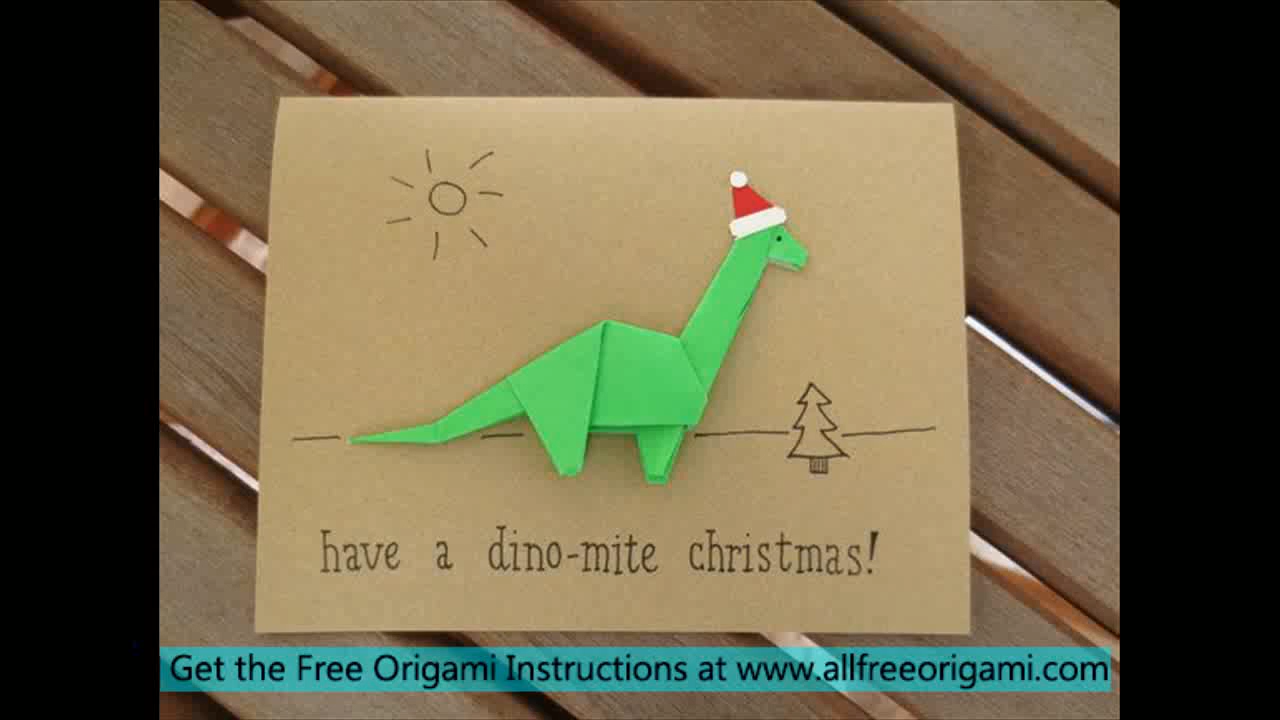 have a dino-mite christmas!
Get the Free Origami Instructions at www.allfreeorigami.com